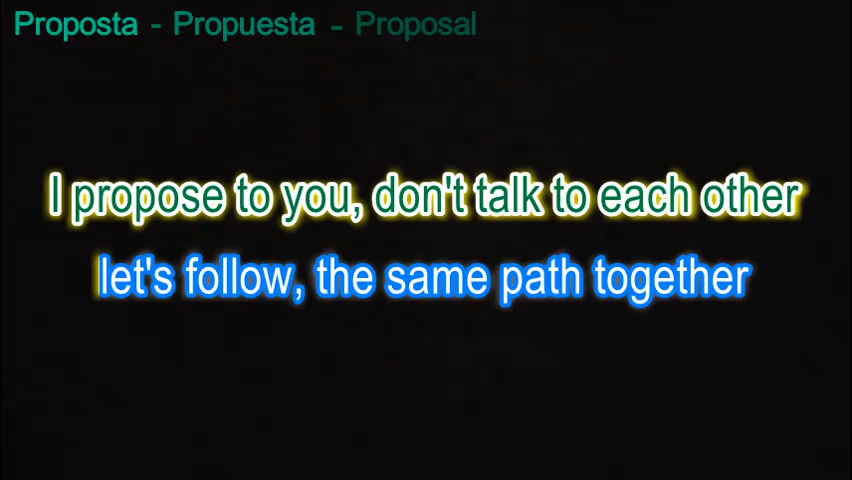 Proposta - Propuesta - Proposal
I propose to you, don't talk to each other
let's follow, the same path together